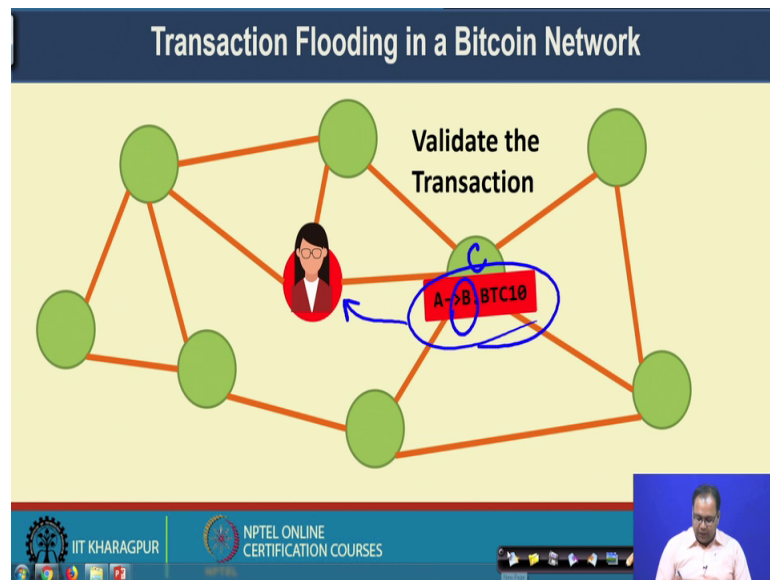 Transaction Flooding in a Bitcoin Network
Validate the
Transaction
C
A->B:BTC10
IIT KHARAGPUR
NPTEL ONLINE
CERTIFICATION COURSES